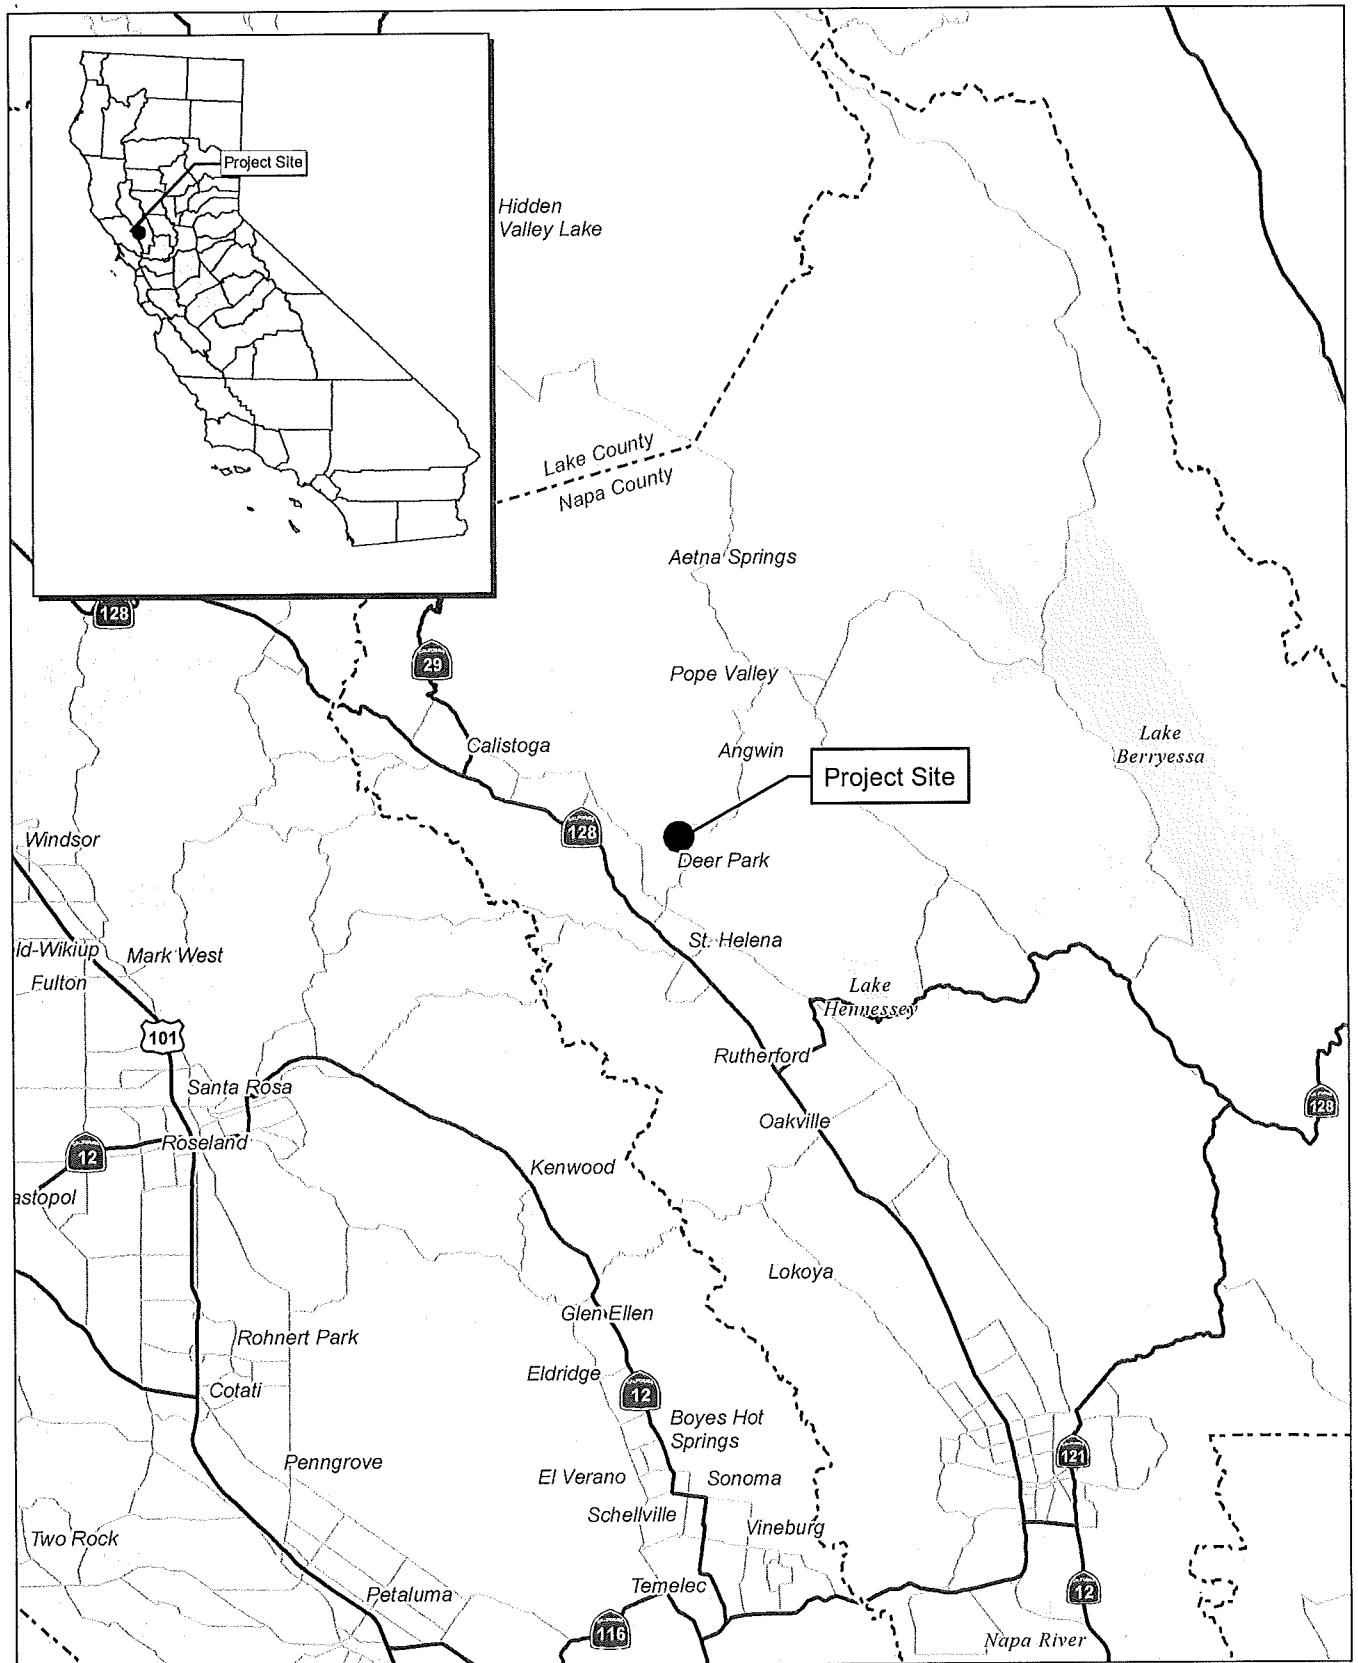 Project Site
Hidden
Valley Lake
Lake County
Napa County
Aetna Springs
128
29
Pope Valley
Calistoga
Angwin
Lake
Berryessa
Project Site
128
Windsor
Deer Park
ld-Wikiup
Mark West
St. Helena
Fulton
Lake
Hennessey
101
Rutherford
Santa Rosa
128
Oakville
Roseland
12
Kenwood
astopol
Lokoya
Glen Ellen
Rohnert Park
Eldridge
Cotati
12
Boyes Hot
Springs
121
Penngrove
El Verano
Sonoma
Schellville
Vineburg
Two Rock
Petaluma
Temelec
12
116
Napa River